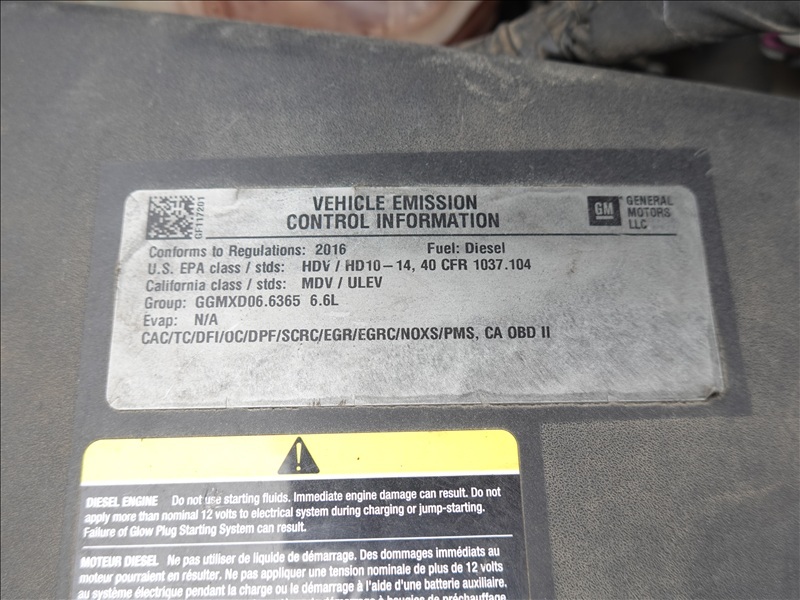 VEHICLE EMISSION
CONTROL INFORMATION
GF117201
GM
GENERAL
MOTORS
LLC
Conforms to Regulations: 2016 Fuel: Diesel
U.S. EPA class / stds: HDV / HD10-14, 40 CFR 1037.104
California class / stds: MDV / ULEV
Group: GGMXD06.6365 6.6L
Evap: N/A
CAC/TC/DFI/OC/DPF/SCRC/EGR/EGRC/NOXS/PMS, CA OBD II
DIESEL ENGINE Do not use starting fluids. Immediate engine damage can result. Do not
apply more than nominal 12 volts to electrical system during charging or jump-starting.
Failure of Glow Plug Starting System can result.
MOTEUR DIESEL Ne pas utiliser de liquide de démarrage. Des dommages immédiats au
moteur pourraient en résulter. Ne pas appliquer une tension nominale de plus de 12 volts
au système électrique pendant la charge ou le démarrage à l'aide d'une batterie auxiliaire.
démarrage à bougies de préchauffage